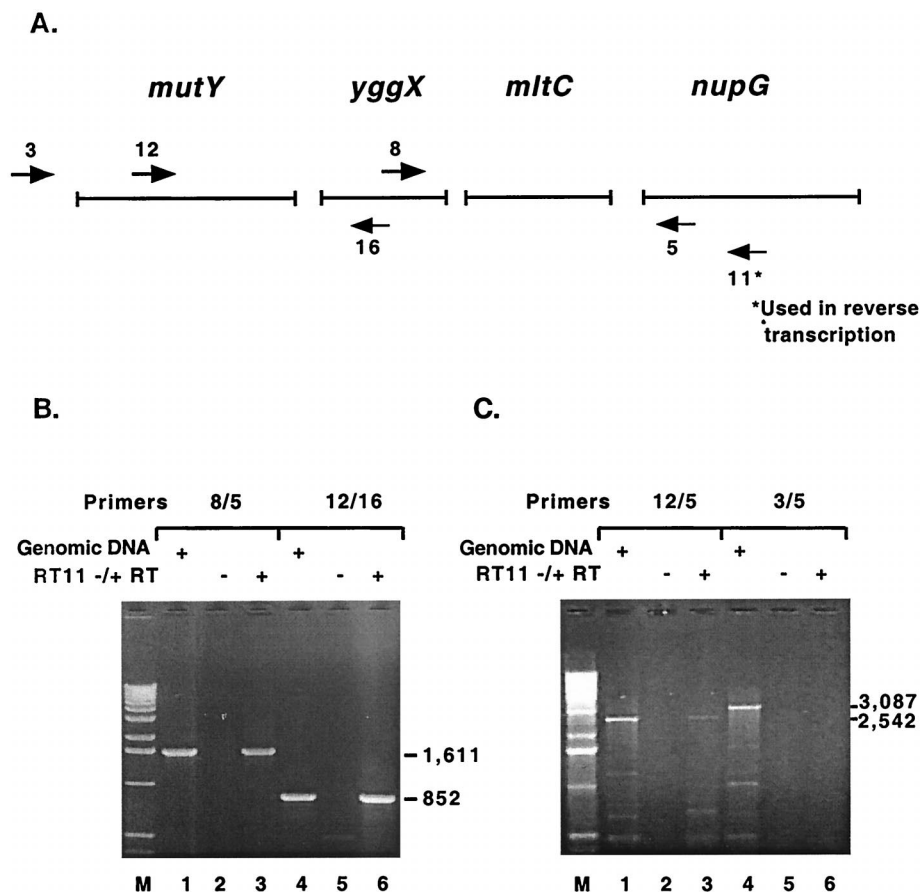 A.
mutY yggX mltC nupG
3 12 8
16 5
11*
*Used in reverse
transcription
B.
Primers 8/5 12/16
Genomic DNA + +
RT11 -/+ RT - + - +
1,611
852
M 1 2 3 4 5 6
C.
Primers 12/5 3/5
Genomic DNA + +
RT11 -/+ RT - + - +
3,087
2,542
M 1 2 3 4 5 6